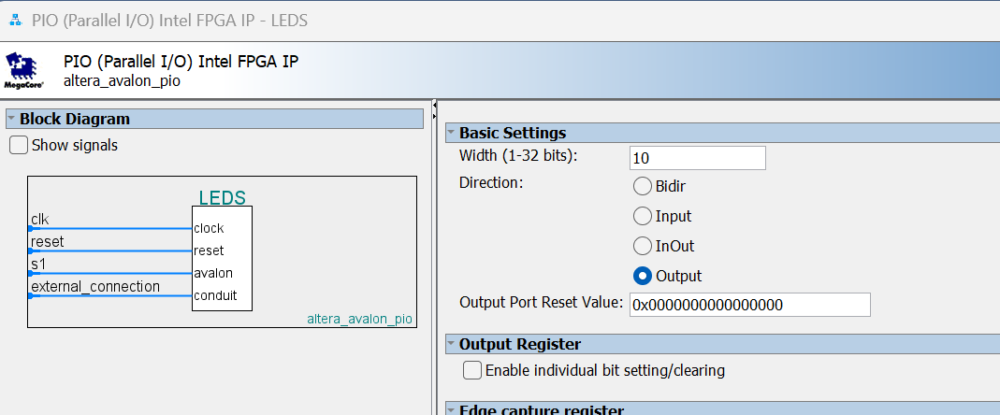 PIO (Parallel I/O) Intel FPGA IP - LEDS
PIO (Parallel I/O) Intel FPGA IP
altera_avalon_pio
MegaCore®
Block Diagram
Show signals
LEDS
clk
clock
reset
reset
s1
avalon
external_connection
conduit
altera_avalon_pio
Basic Settings
Width (1-32 bits): 10
Direction: Bidir
Input
InOut
Output
Output Port Reset Value: 0x0000000000000000
Output Register
Enable individual bit setting/clearing
Edge capture register